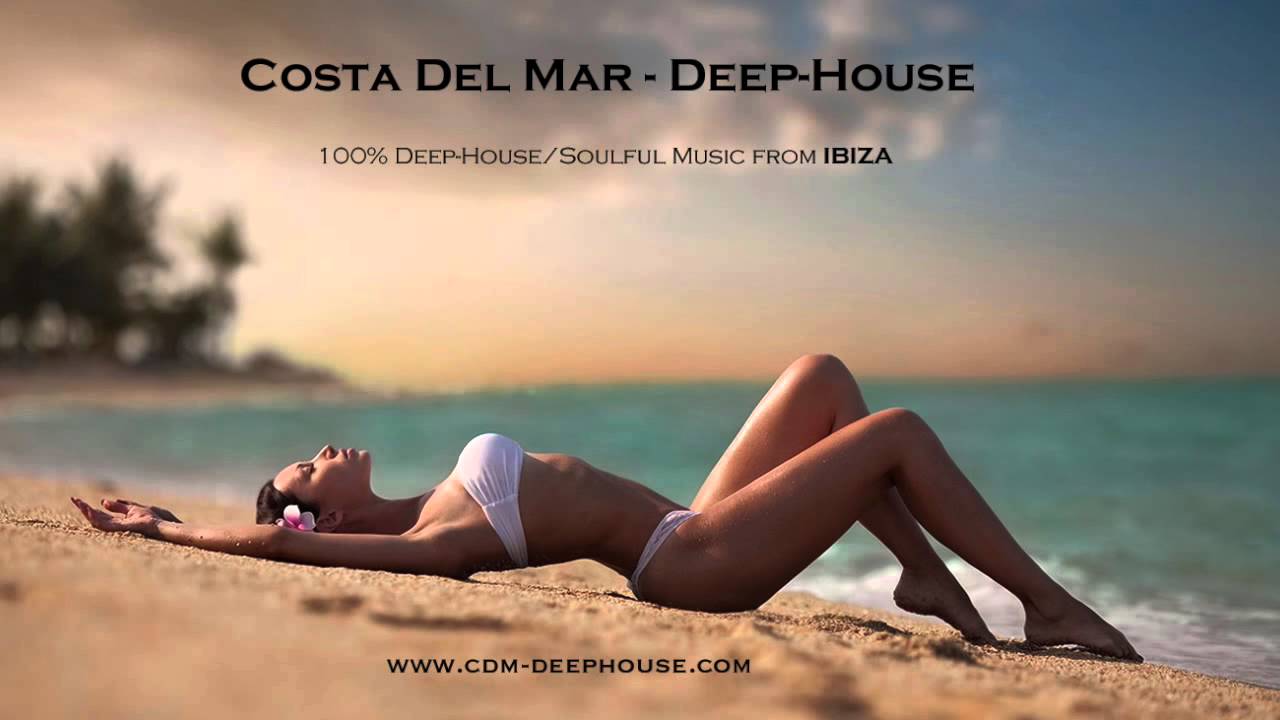 Costa Del Mar - Deep-House
100% Deep-House/Soulful Music from IBIZA
www.cdm-deephouse.com